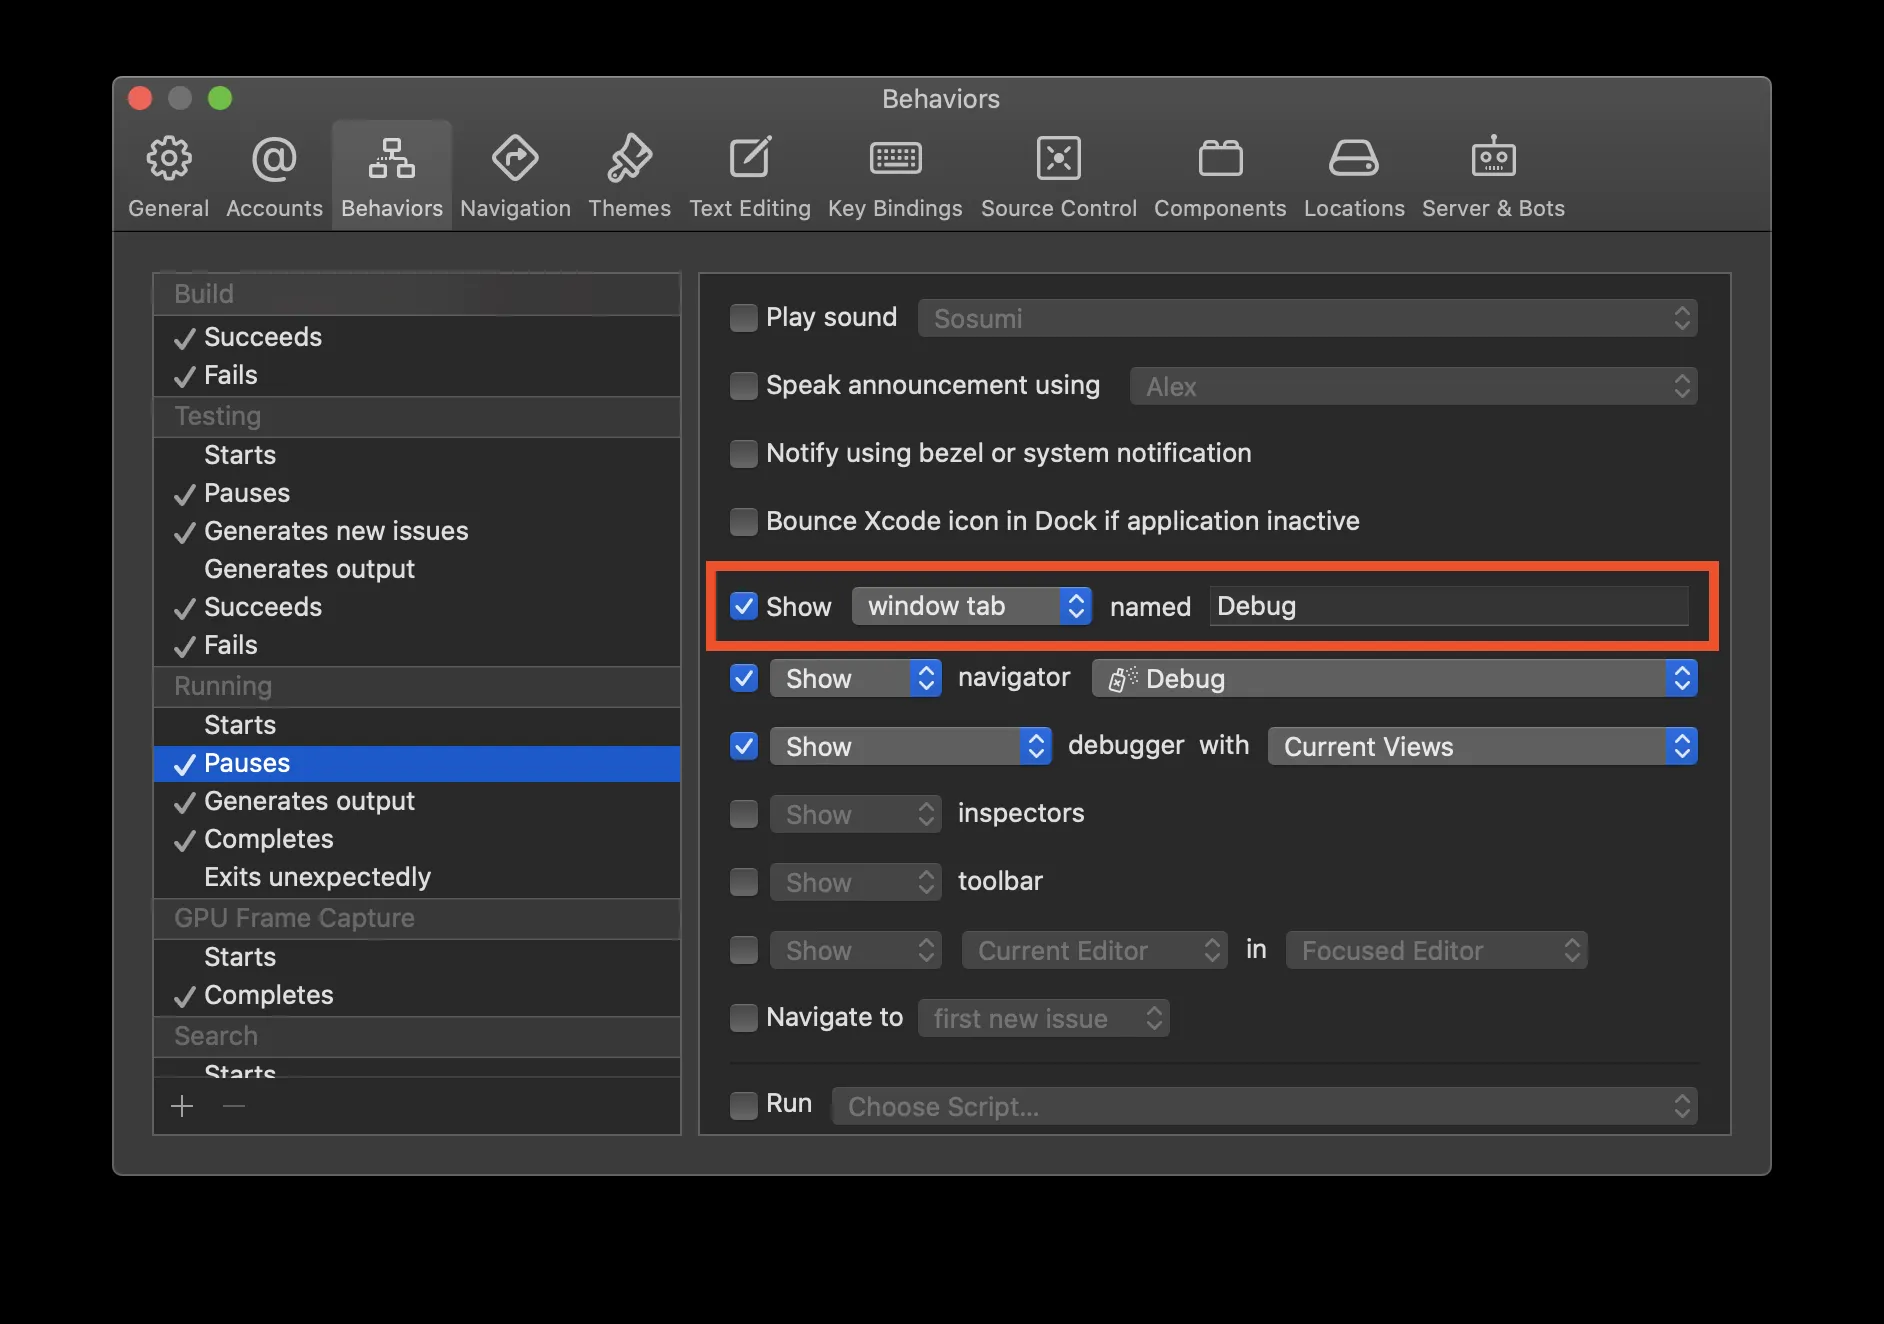 Behaviors
General Accounts Behaviors Navigation Themes Text Editing Key Bindings Source Control Components Locations Server & Bots
Build
Succeeds
Fails
Testing
Starts
Pauses
Generates new issues
Generates output
Succeeds
Fails
Running
Starts
Pauses
Generates output
Completes
Exits unexpectedly
GPU Frame Capture
Starts
Completes
Search
Starts
Play sound Sosumi
Speak announcement using Alex
Notify using bezel or system notification
Bounce Xcode icon in Dock if application inactive
Show window tab named Debug
Show navigator Debug
Show debugger with Current Views
Show inspectors
Show toolbar
Show Current Editor in Focused Editor
Navigate to first new issue
Run Choose Script...